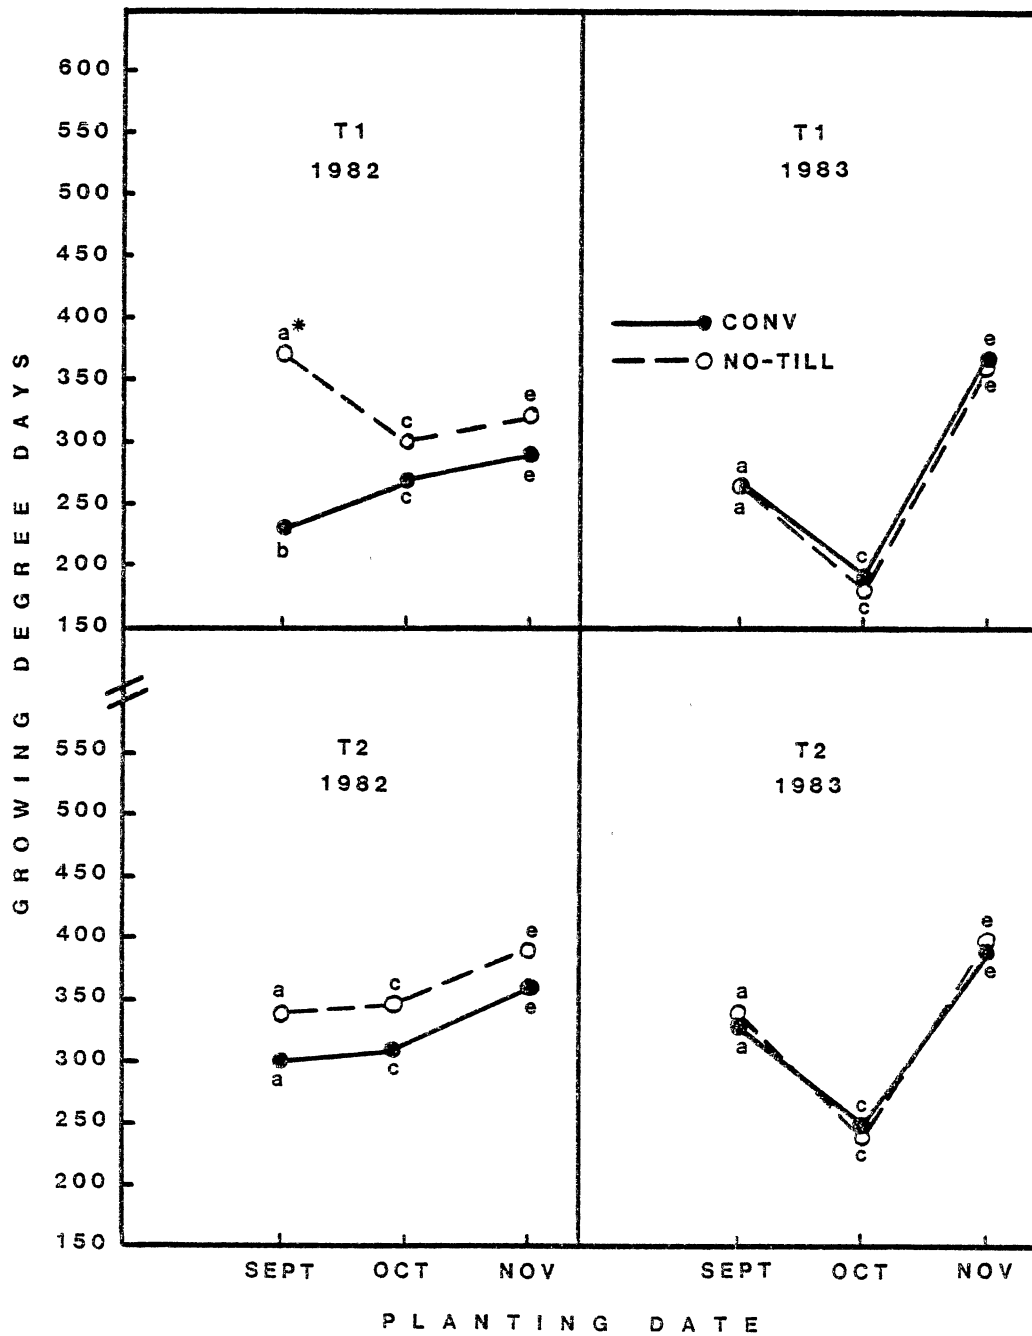 GROWING DEGREE DAYS
600
550
500
450
400
350
300
250
200
150
T1
1982
a*
c
e
b
c
e
T1
1983
CONV
NO-TILL
e
e
a
a
c
c
550
500
450
400
350
300
250
200
150
T2
1982
a
c
e
a
c
e
T2
1983
e
e
a
a
c
c
SEPT OCT NOV SEPT OCT NOV
PLANTING DATE